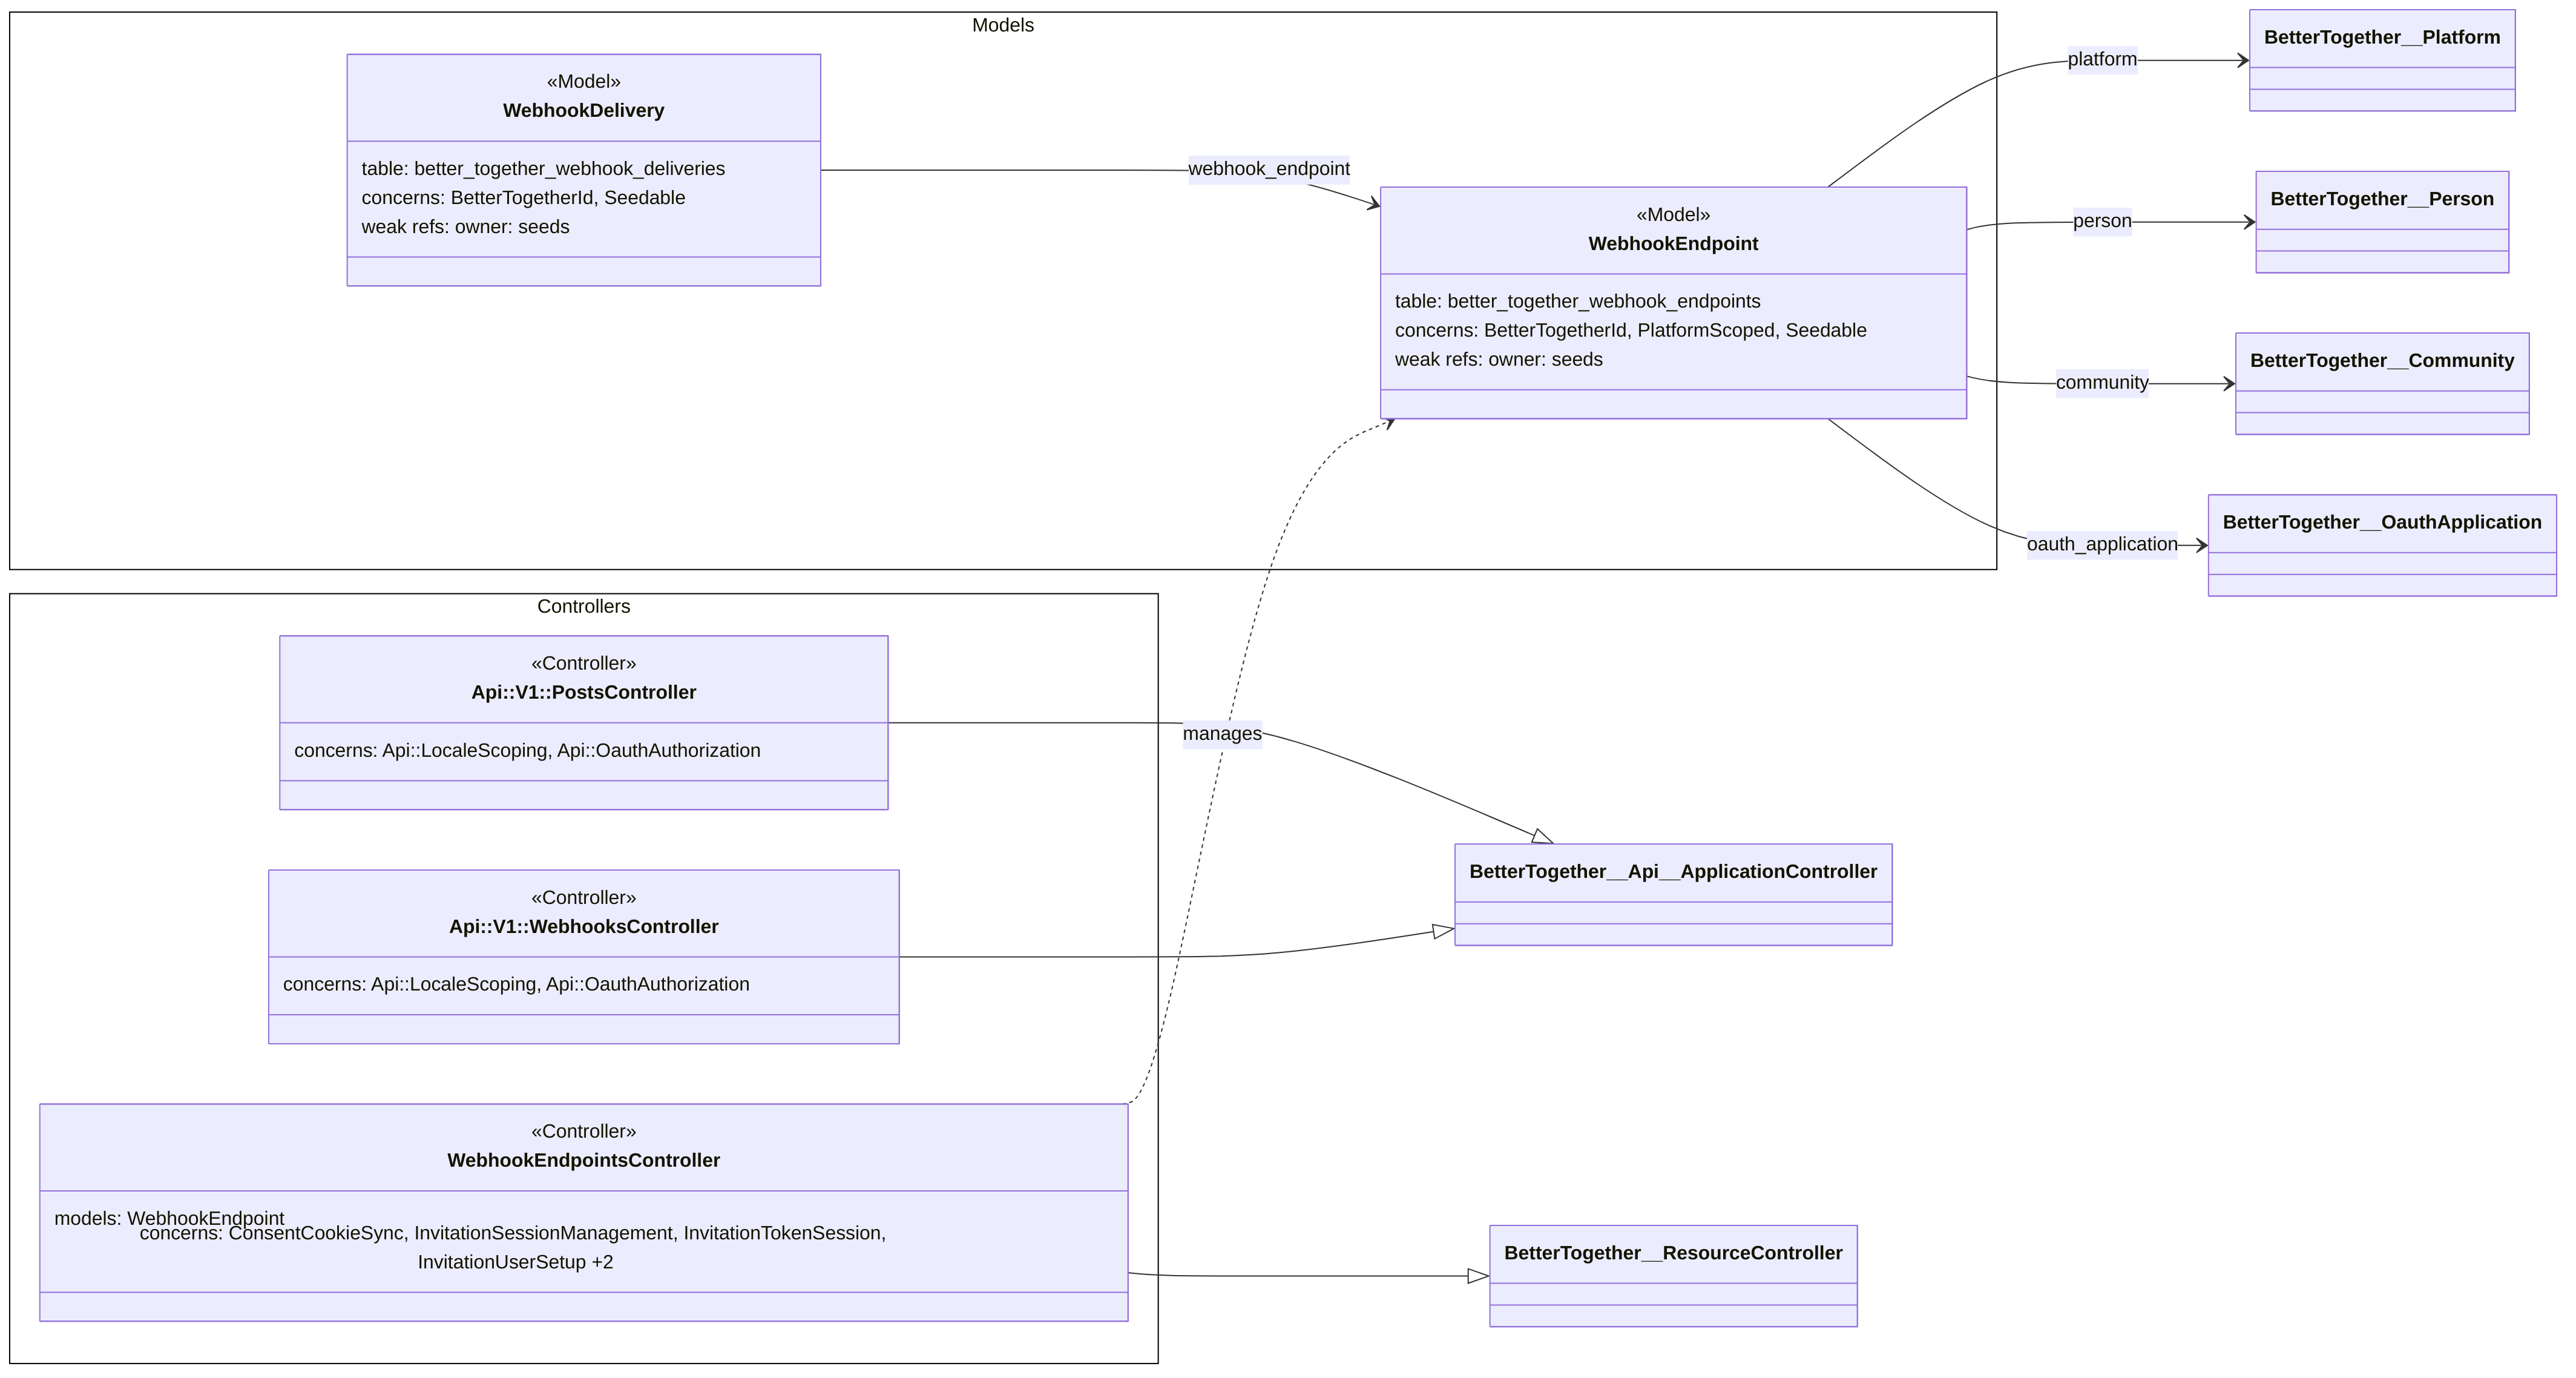 Models
«Model»
WebhookDelivery
table: better_together_webhook_deliveries
concerns: BetterTogetherId, Seedable
weak refs: owner: seeds
webhook_endpoint
«Model»
WebhookEndpoint
table: better_together_webhook_endpoints
concerns: BetterTogetherId, PlatformScoped, Seedable
weak refs: owner: seeds
platform
BetterTogether__Platform
person
BetterTogether__Person
community
BetterTogether__Community
oauth_application
BetterTogether__OauthApplication
Controllers
«Controller»
Api::V1::PostsController
concerns: Api::LocaleScoping, Api::OauthAuthorization
manages
«Controller»
Api::V1::WebhooksController
concerns: Api::LocaleScoping, Api::OauthAuthorization
BetterTogether__Api__ApplicationController
«Controller»
WebhookEndpointsController
models: WebhookEndpoint
concerns: ConsentCookieSync, InvitationSessionManagement, InvitationTokenSession,
InvitationUserSetup +2
BetterTogether__ResourceController